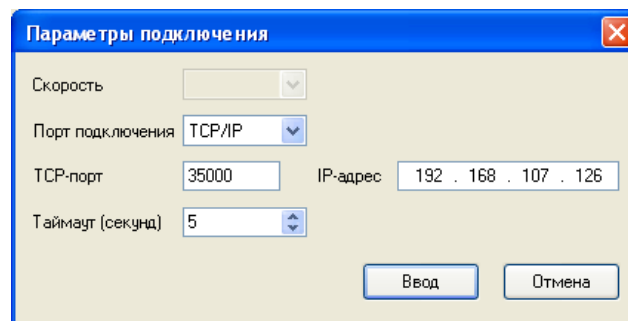 Параметры подключения
Скорость
Порт подключения TCP/IP
TCP-порт 35000 IP-адрес 192 . 168 . 107 . 126
Таймаут (секунд) 5
Ввод Отмена